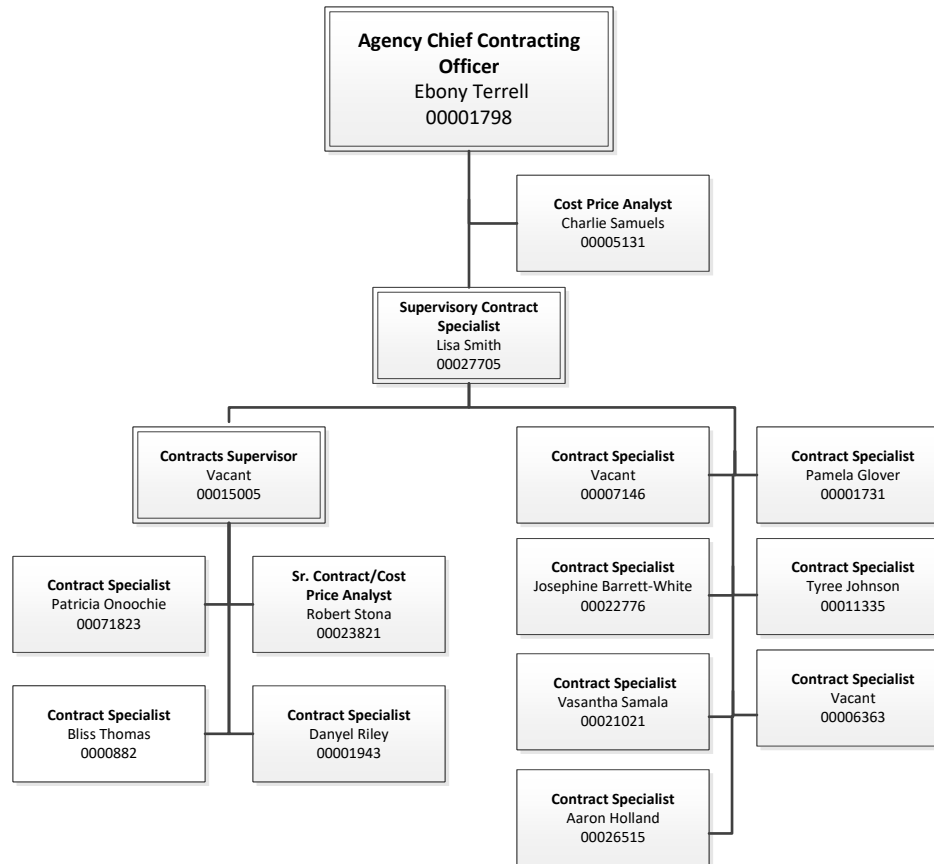 Agency Chief Contracting
Officer
Ebony Terrell
00001798
Cost Price Analyst
Charlie Samuels
00005131
Supervisory Contract
Specialist
Lisa Smith
00027705
Contracts Supervisor
Vacant
00015005
Contract Specialist
Patricia Onoochie
00071823
Sr. Contract/Cost
Price Analyst
Robert Stona
00023821
Contract Specialist
Bliss Thomas
0000882
Contract Specialist
Danyel Riley
00001943
Contract Specialist
Vacant
00007146
Contract Specialist
Pamela Glover
00001731
Contract Specialist
Josephine Barrett-White
00022776
Contract Specialist
Tyree Johnson
00011335
Contract Specialist
Vasantha Samala
00021021
Contract Specialist
Vacant
00006363
Contract Specialist
Aaron Holland
00026515